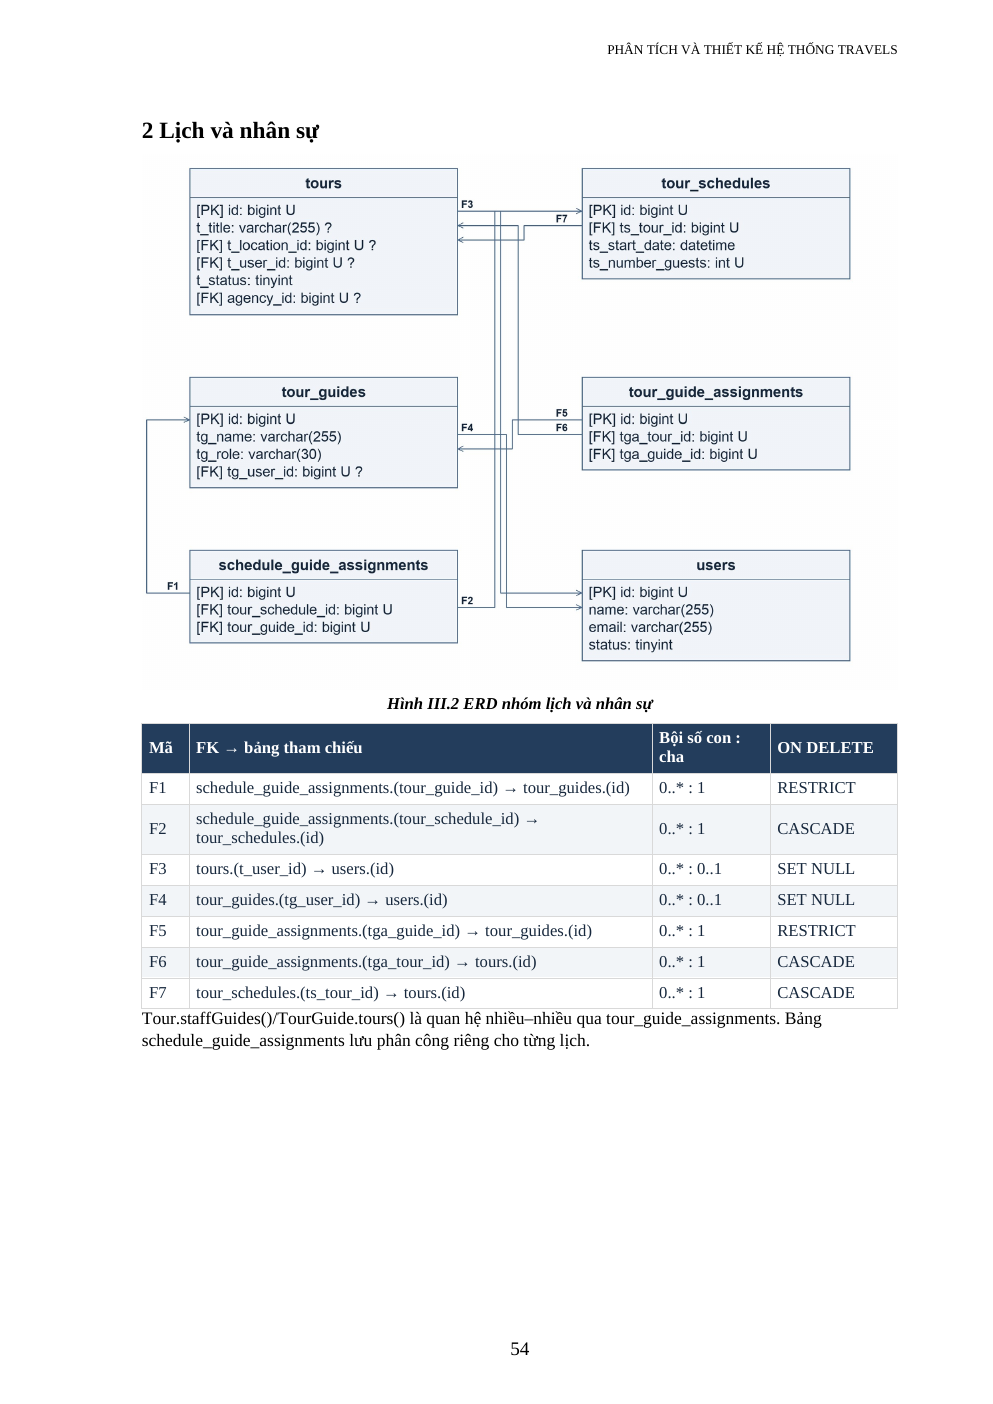 PHÂN TÍCH VÀ THIẾT KẾ HỆ THỐNG TRAVELS
2 Lịch và nhân sự
tours
[PK] id: bigint U
t_title: varchar(255) ?
[FK] t_location_id: bigint U ?
[FK] t_user_id: bigint U ?
t_status: tinyint
[FK] agency_id: bigint U ?
F3
F7
tour_schedules
[PK] id: bigint U
[FK] ts_tour_id: bigint U
ts_start_date: datetime
ts_number_guests: int U
tour_guides
[PK] id: bigint U
tg_name: varchar(255)
tg_role: varchar(30)
[FK] tg_user_id: bigint U ?
F4
F5
F6
tour_guide_assignments
[PK] id: bigint U
[FK] tga_tour_id: bigint U
[FK] tga_guide_id: bigint U
F1
schedule_guide_assignments
[PK] id: bigint U
[FK] tour_schedule_id: bigint U
[FK] tour_guide_id: bigint U
F2
users
[PK] id: bigint U
name: varchar(255)
email: varchar(255)
status: tinyint
Hình III.2 ERD nhóm lịch và nhân sự
Mã FK → bảng tham chiếu Bội số con : cha ON DELETE
F1 schedule_guide_assignments.(tour_guide_id) → tour_guides.(id) 0..* : 1 RESTRICT
F2 schedule_guide_assignments.(tour_schedule_id) → tour_schedules.(id) 0..* : 1 CASCADE
F3 tours.(t_user_id) → users.(id) 0..* : 0..1 SET NULL
F4 tour_guides.(tg_user_id) → users.(id) 0..* : 0..1 SET NULL
F5 tour_guide_assignments.(tga_guide_id) → tour_guides.(id) 0..* : 1 RESTRICT
F6 tour_guide_assignments.(tga_tour_id) → tours.(id) 0..* : 1 CASCADE
F7 tour_schedules.(ts_tour_id) → tours.(id) 0..* : 1 CASCADE
Tour.staffGuides()/TourGuide.tours() là quan hệ nhiều–nhiều qua tour_guide_assignments. Bảng
schedule_guide_assignments lưu phân công riêng cho từng lịch.
54